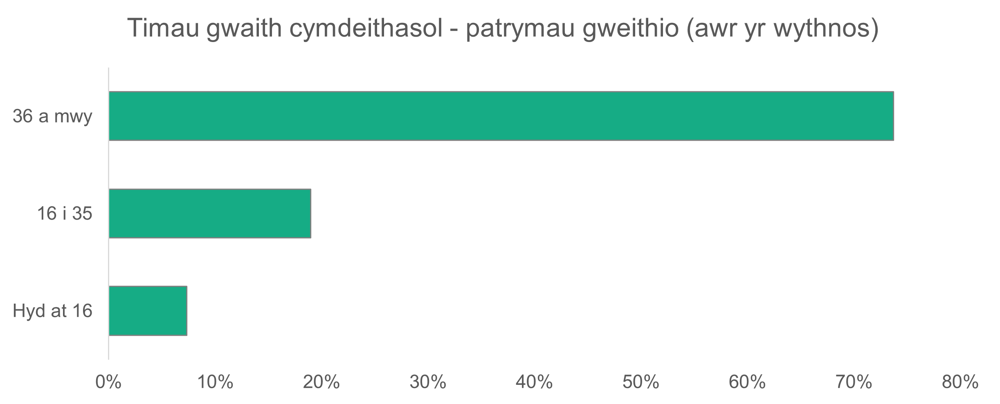 Timau gwaith cymdeithasol - patrymau gweithio (awr yr wythnos)
36 a mwy
16 i 35
Hyd at 16
0% 10% 20% 30% 40% 50% 60% 70% 80%